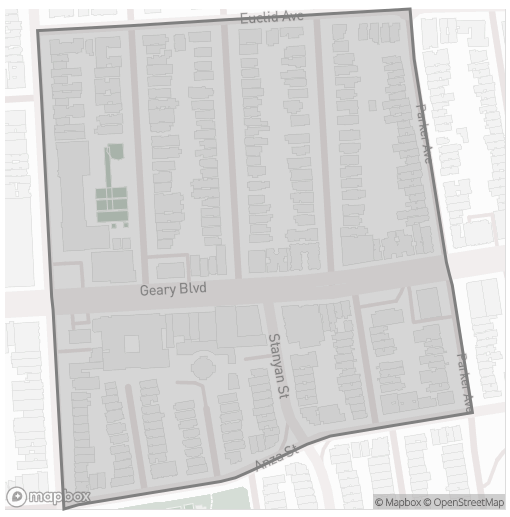 Euclid Ave
Parker Ave
Geary Blvd
Stanyan St
Parker Ave
Anza St
mapbox
© Mapbox © OpenStreetMap